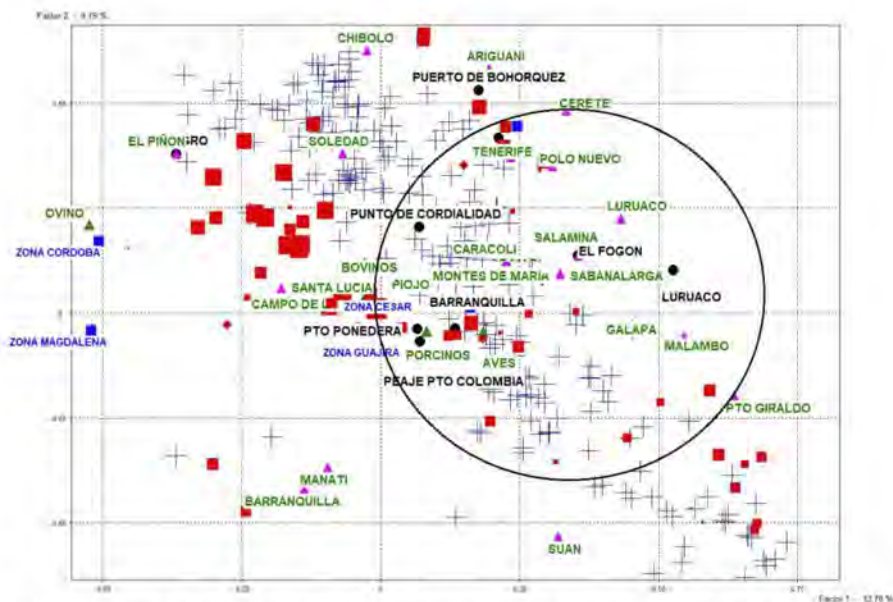 CHIBOLO
ARIGUANI
PUERTO DE BOHORQUEZ
CERETE
EL PIÑON
SOLEDAD
TENERIFE
POLO NUEVO
OVINO
PUNTO DE CORDIALIDAD
LURUACO
ZONA CORDOBA
CARACOLI
SALAMINA
EL FOGON
BOVINOS
MONTES DE MARIA
SABANALARGA
SANTA LUCIA
PIOJO
LURUACO
CAMPO DE L
ZONA CESAR
BARRANQUILLA
ZONA MAGDALENA
PTO PONEDERA
GALAPA
MALAMBO
ZONA GUAJIRA
PORCINOS
AVES
PEAJE PTO COLOMBIA
PTO GIRALDO
MANATI
BARRANQUILLA
SUAN